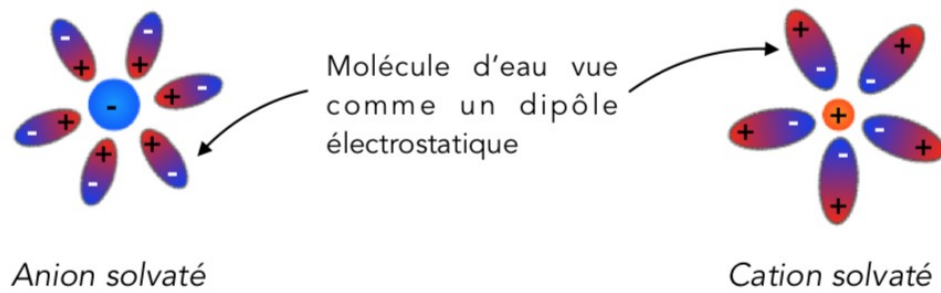 Molécule d'eau vue
comme un dipôle
électrostatique
- + - +
-
+ -
- +
+ -
+ -
+ -
+ -
+
+ -
- +
- +
Anion solvaté
Cation solvaté